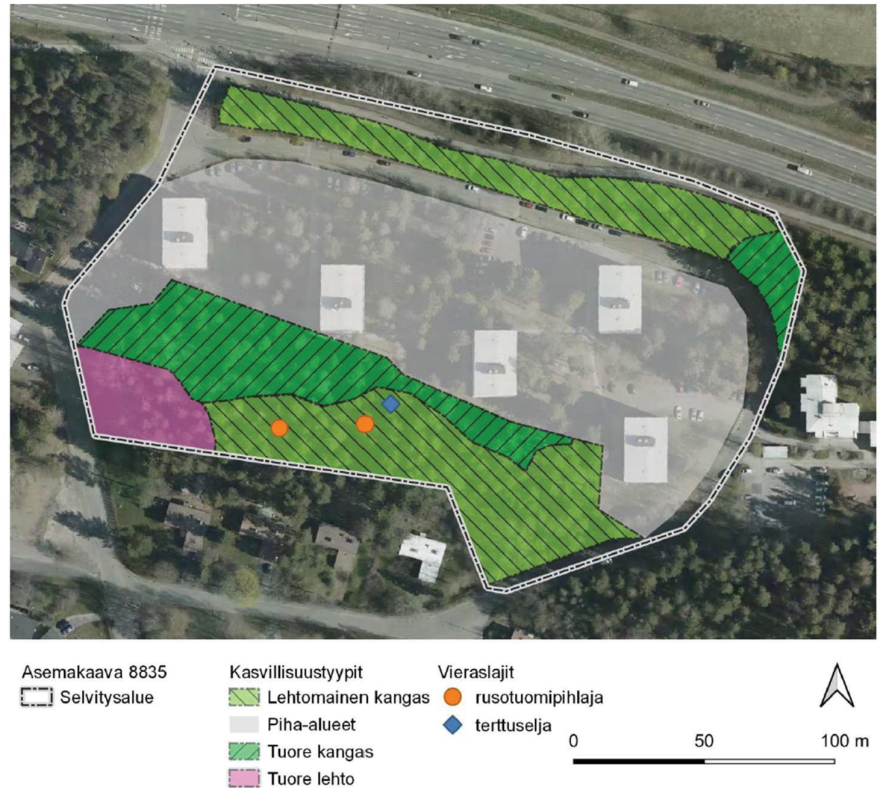 Asemakaava 8835
Selvitysalue
Kasvillisuustyypit
Lehtomainen kangas
Piha-alueet
Tuore kangas
Tuore lehto
Vieraslajit
rusotuomipihlaja
terttuselja
0 50 100 m